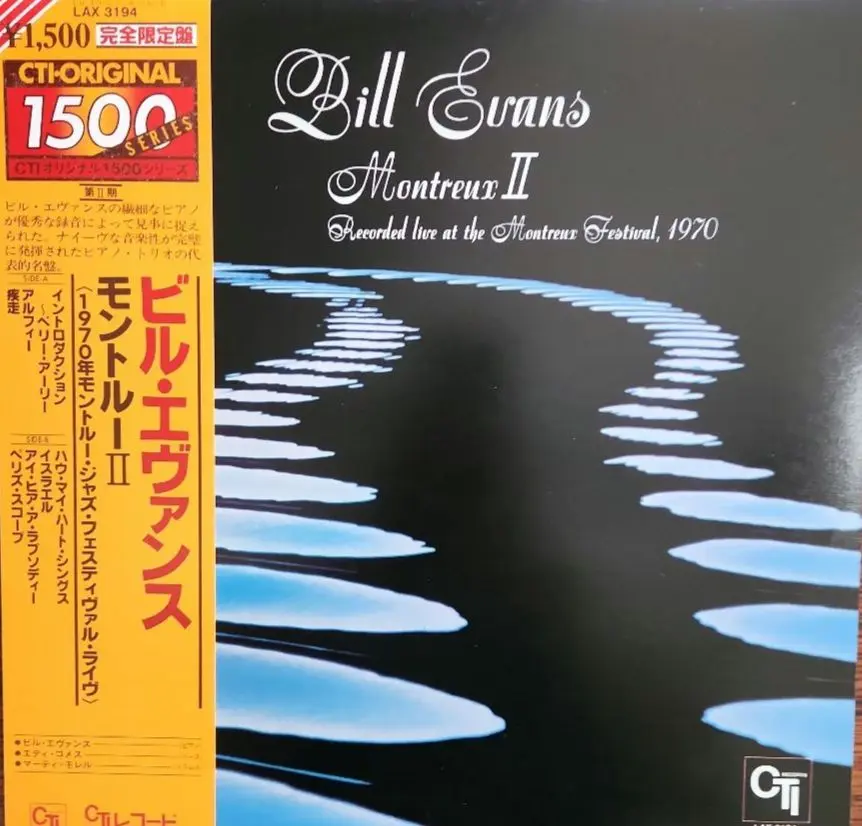 LAX 3194
¥1,500 完全限定盤
CTI-ORIGINAL
1500
SERIES
CTIオリジナル1500シリーズ
第II期
ビル・エヴァンスの繊細なピアノ
が優秀な録音によって見事に捉え
られた。ナイーヴな音楽性が完璧
に発揮されたピアノ・トリオの代
表的名盤。
ビル・エヴァンス
モントルーII
〈1970年モントルー・ジャズ・フェスティヴァル・ライヴ〉
SIDE-A
イントロダクション
〜ベリー・アーリー
アルフィー
疾走
SIDE-B
ハウ・マイ・ハート・シングス
イスラエル
アイ・ヒア・ア・ラプソディー
ペリズ・スコープ
●ビル・エヴァンス
●エディ・ゴメス
●マーティ・モレル
CTI CTIレコード
Bill Evans
Montreux II
Recorded live at the Montreux Festival, 1970
CTI